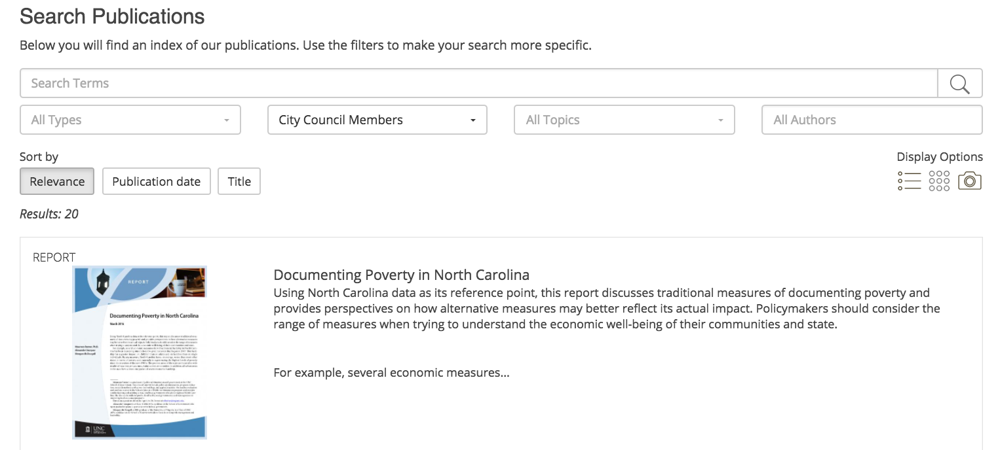 Search Publications
Below you will find an index of our publications. Use the filters to make your search more specific.
Search Terms
All Types
City Council Members
All Topics
All Authors
Sort by
Display Options
Relevance
Publication date
Title
Results: 20
REPORT
REPORT
Documenting Poverty in North Carolina
March 2016
UNC
Documenting Poverty in North Carolina
Using North Carolina data as its reference point, this report discusses traditional measures of documenting poverty and
provides perspectives on how alternative measures may better reflect its actual impact. Policymakers should consider the
range of measures when trying to understand the economic well-being of their communities and state.
For example, several economic measures...